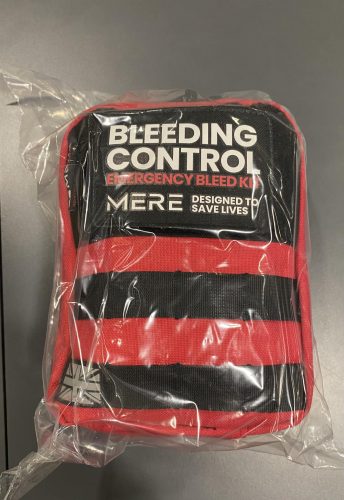 BLEEDING
CONTROL
EMERGENCY BLEED KIT
MERE DESIGNED TO
SAVE LIVES